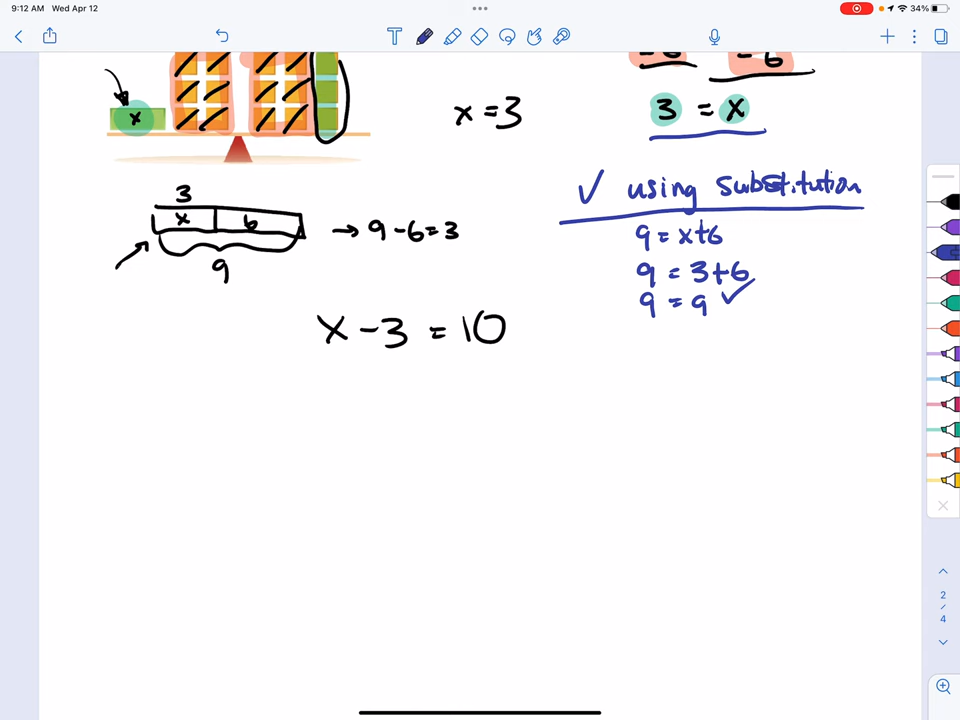 9:12 AM Wed Apr 12
34%
- 6 - 6
x
x = 3
3 = x
✓ using substitution
3
x 6
→ 9 - 6 = 3
9
9 = x + 6
9 = 3 + 6
9 = 9 ✓
x - 3 = 10
T
2
/
4